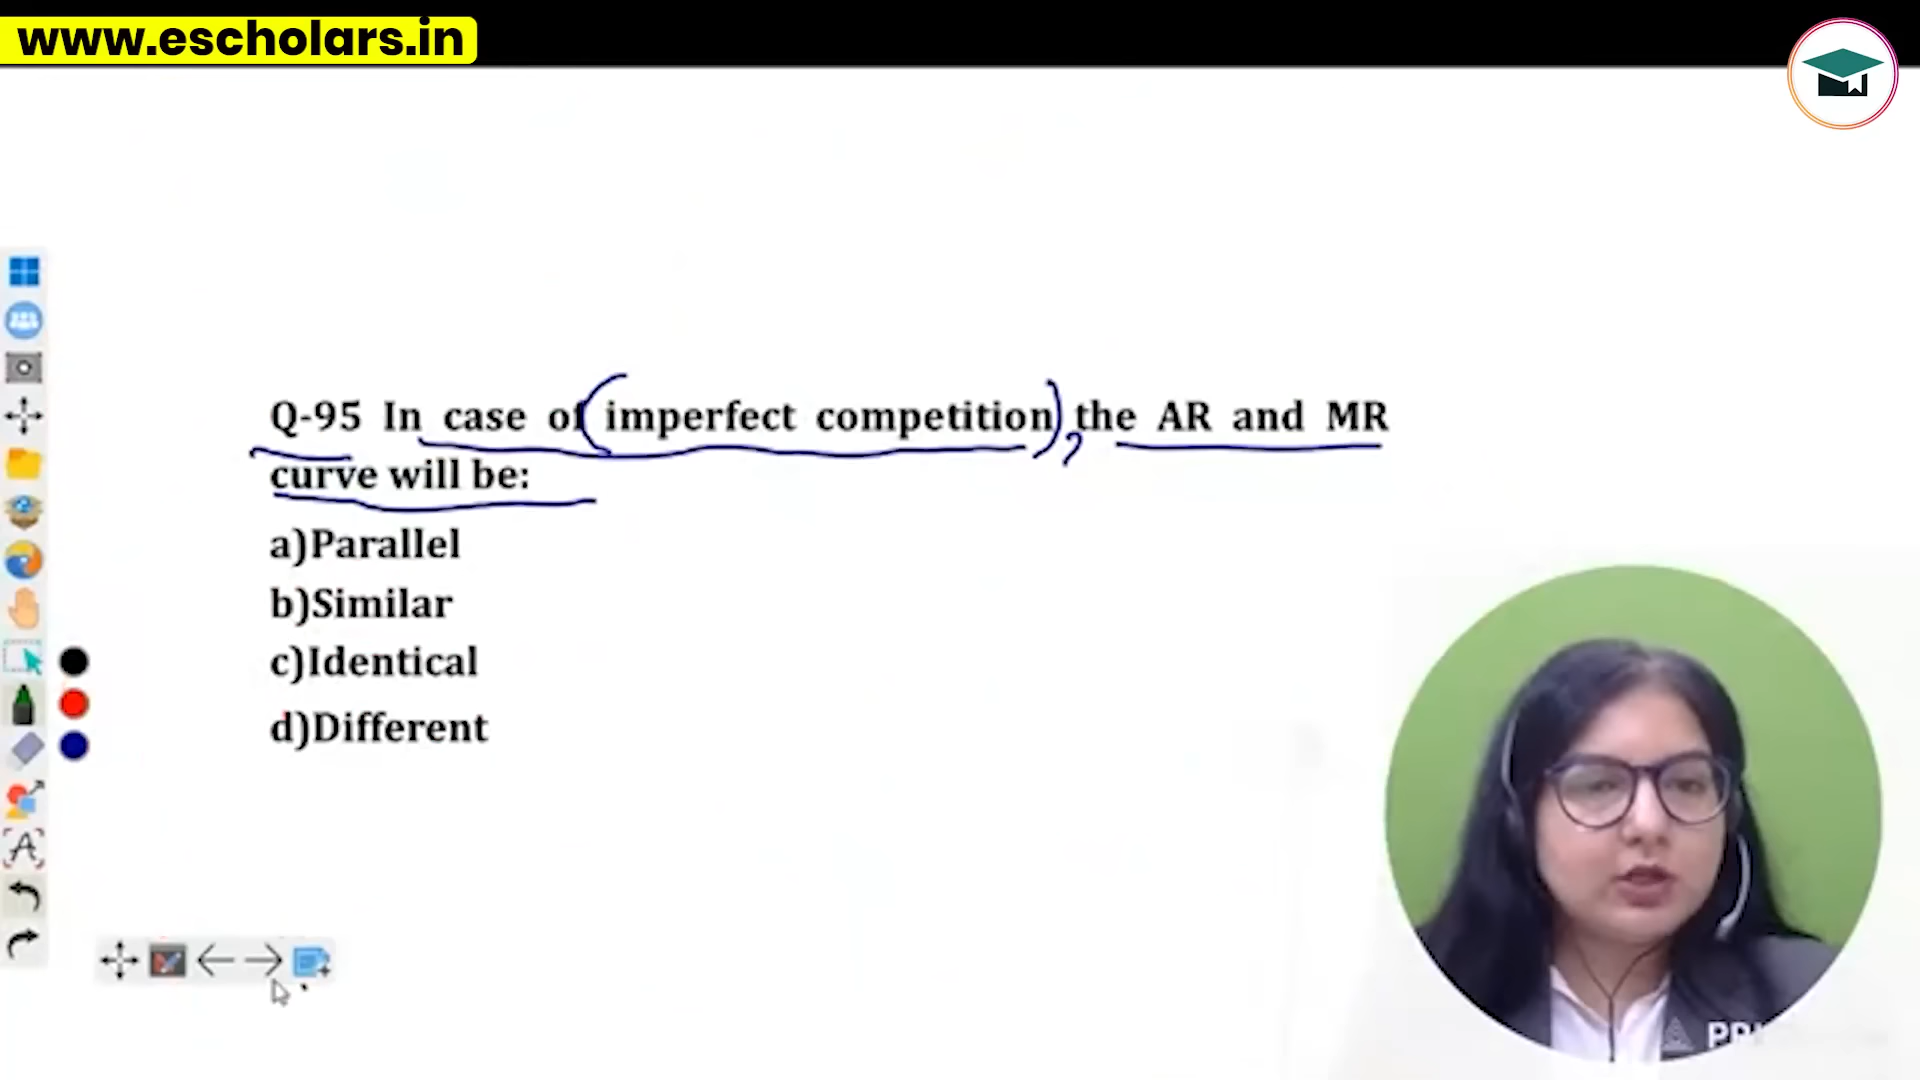 www.escholars.in
Q-95 In case of (imperfect competition), the AR and MR
curve will be:
a)Parallel
b)Similar
c)Identical
d)Different